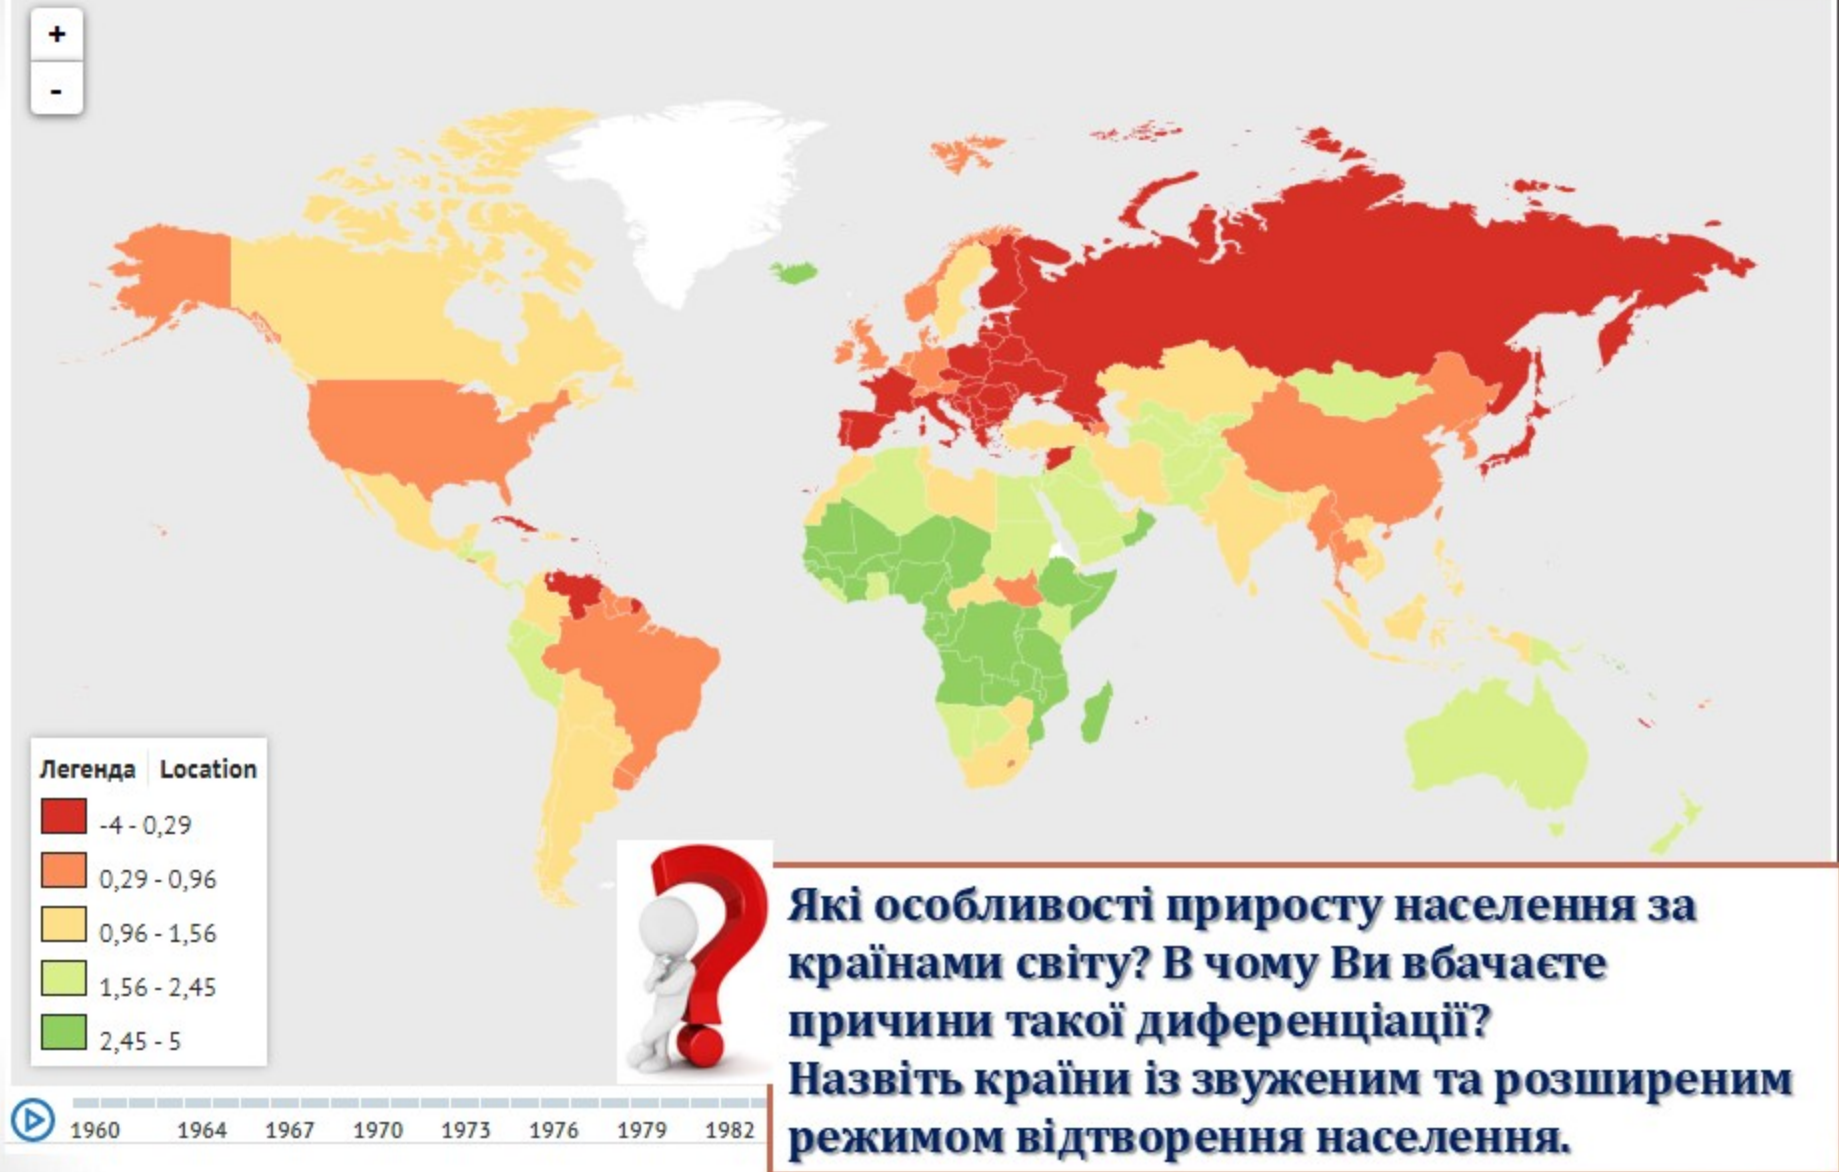 +
-
Легенда Location
-4 - 0,29
0,29 - 0,96
0,96 - 1,56
1,56 - 2,45
2,45 - 5
1960 1964 1967 1970 1973 1976 1979 1982
Які особливості приросту населення за
країнами світу? В чому Ви вбачаєте
причини такої диференціації?
Назвіть країни із звуженим та розширеним
режимом відтворення населення.